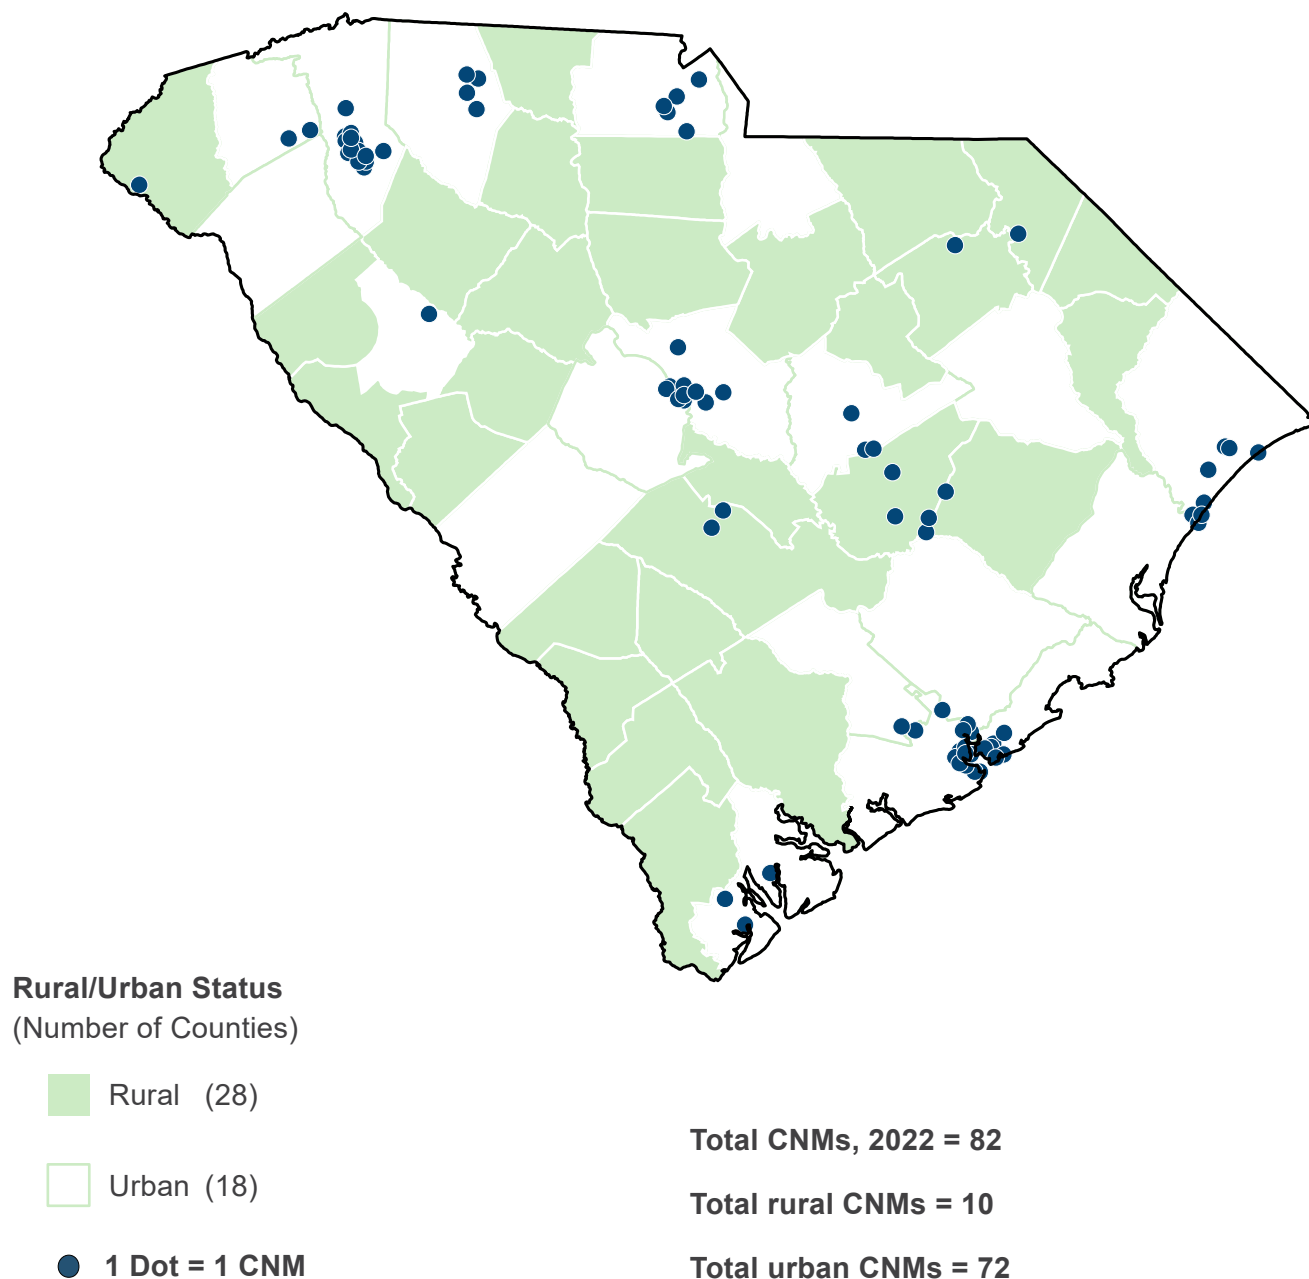 Rural/Urban Status
(Number of Counties)
Rural (28)
Urban (18)
1 Dot = 1 CNM
Total CNMs, 2022 = 82
Total rural CNMs = 10
Total urban CNMs = 72